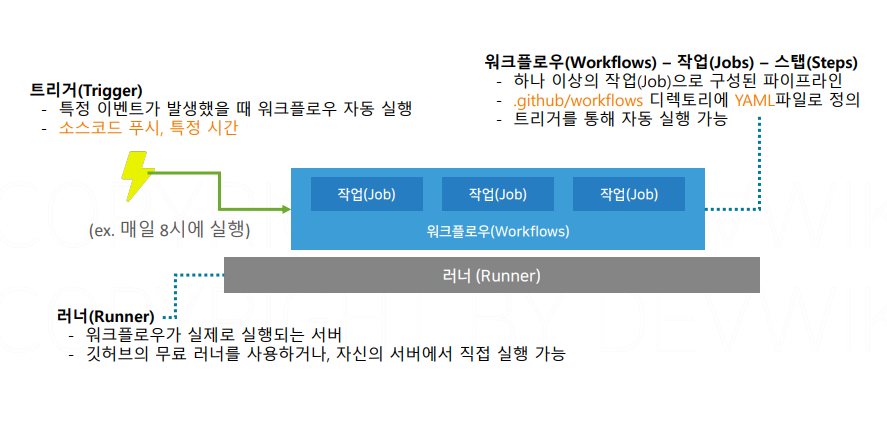 워크플로우(Workflows) – 작업(Jobs) – 스탭(Steps)
- 하나 이상의 작업(Job)으로 구성된 파이프라인
- .github/workflows 디렉토리에 YAML파일로 정의
- 트리거를 통해 자동 실행 가능
트리거(Trigger)
- 특정 이벤트가 발생했을 때 워크플로우 자동 실행
- 소스코드 푸시, 특정 시간
(ex. 매일 8시에 실행)
작업(Job) 작업(Job) 작업(Job)
워크플로우(Workflows)
러너 (Runner)
러너(Runner)
- 워크플로우가 실제로 실행되는 서버
- 깃허브의 무료 러너를 사용하거나, 자신의 서버에서 직접 실행 가능